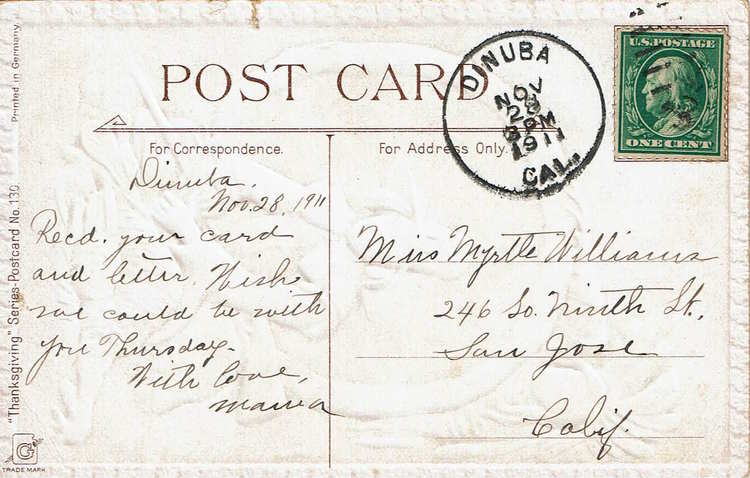 POST CARD
For Correspondence.
For Address Only.
DINUBA
NOV
28
8 PM
1911
CAL.
U.S. POSTAGE
ONE CENT
Dinuba,
Nov. 28, 1911
Recd. your card
and letter. Wish
we could be with
you Thursday.
With love,
mama
Miss Myrtle Williams
246 So. Ninth St.,
San Jose
Calif.
Printed in Germany.
"Thanksgiving" Series-Postcard No. 130
G
TRADE MARK